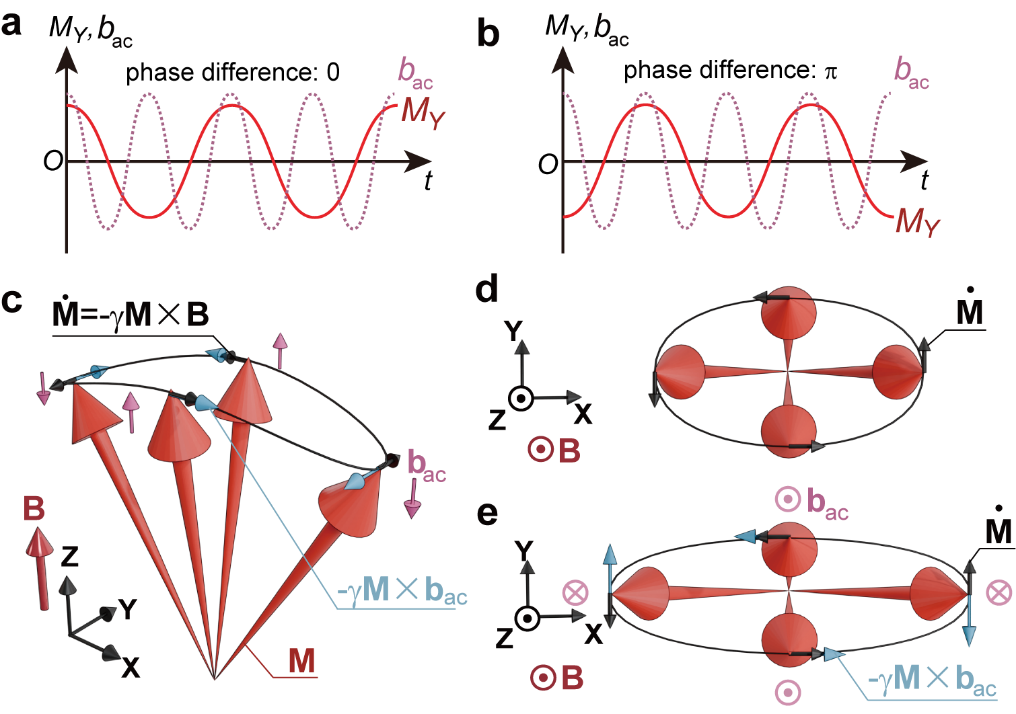 a
M_Y, b_ac
phase difference: 0
b_ac
M_Y
O
t
b
M_Y, b_ac
phase difference: π
b_ac
O
t
M_Y
c
Ṁ=-γM×B
b_ac
B
Z
Y
X
-γM×b_ac
M
d
Y
Z
X
B
Ṁ
e
b_ac
Y
Z
X
B
Ṁ
-γM×b_ac